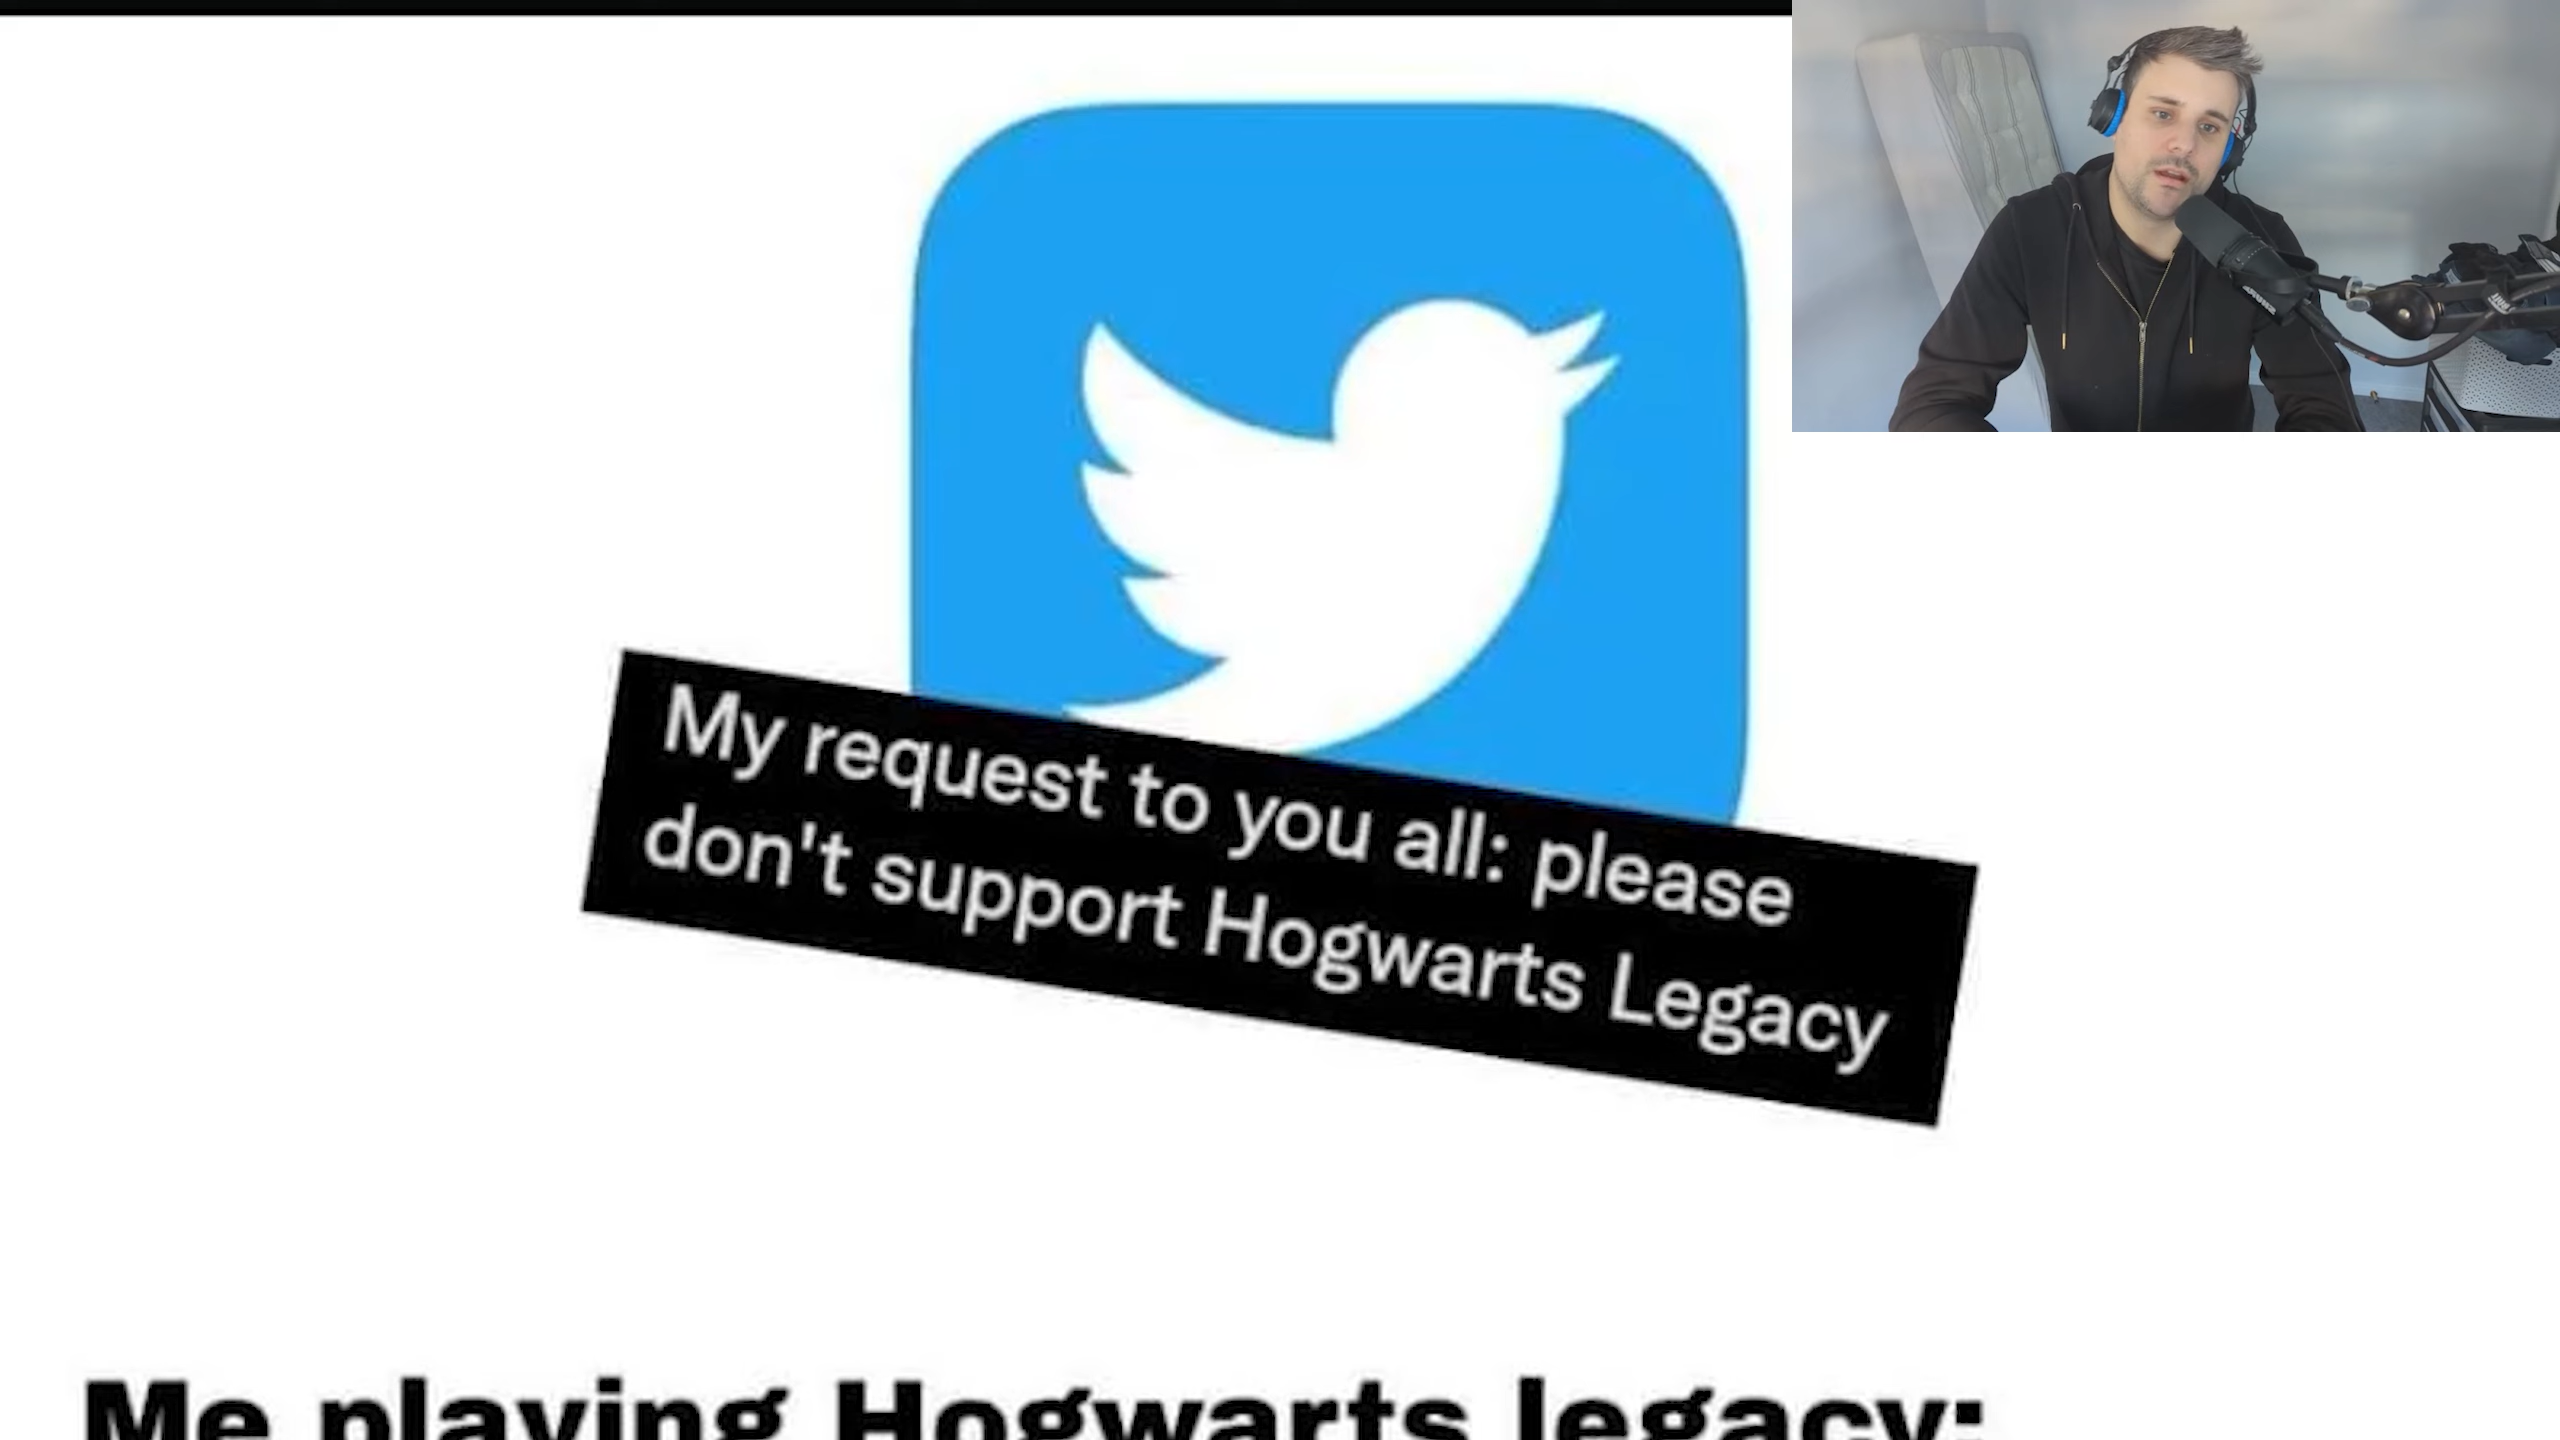 My request to you all: please
don't support Hogwarts Legacy
Me playing Hogwarts legacy: